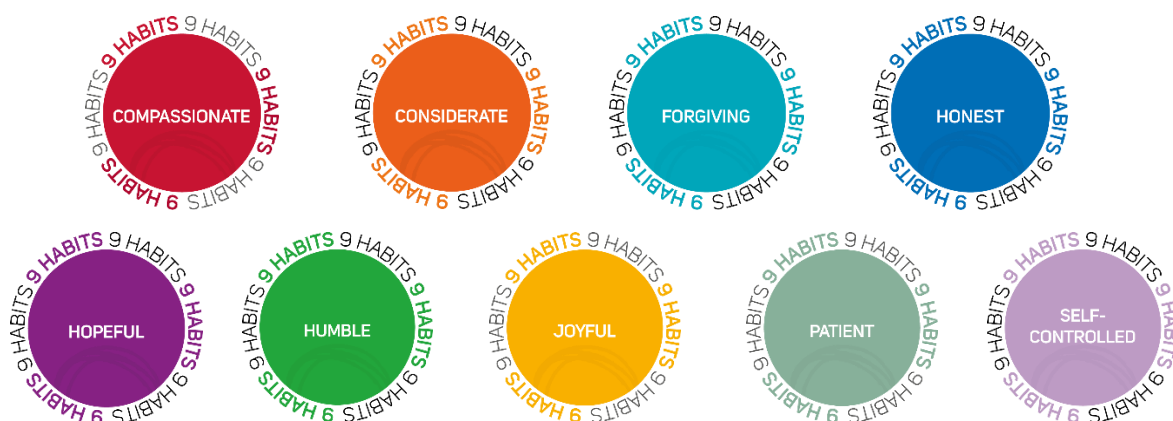 9 HABITS 9 HABITS 9 HABITS 9 HABITS 9 HABITS 9 HABITS
COMPASSIONATE
9 HABITS 9 HABITS 9 HABITS 9 HABITS 9 HABITS 9 HABITS
CONSIDERATE
9 HABITS 9 HABITS 9 HABITS 9 HABITS 9 HABITS 9 HABITS
FORGIVING
9 HABITS 9 HABITS 9 HABITS 9 HABITS 9 HABITS 9 HABITS
HONEST
9 HABITS 9 HABITS 9 HABITS 9 HABITS 9 HABITS 9 HABITS
HOPEFUL
9 HABITS 9 HABITS 9 HABITS 9 HABITS 9 HABITS 9 HABITS
HUMBLE
9 HABITS 9 HABITS 9 HABITS 9 HABITS 9 HABITS 9 HABITS
JOYFUL
9 HABITS 9 HABITS 9 HABITS 9 HABITS 9 HABITS 9 HABITS
PATIENT
9 HABITS 9 HABITS 9 HABITS 9 HABITS 9 HABITS 9 HABITS
SELF-
CONTROLLED